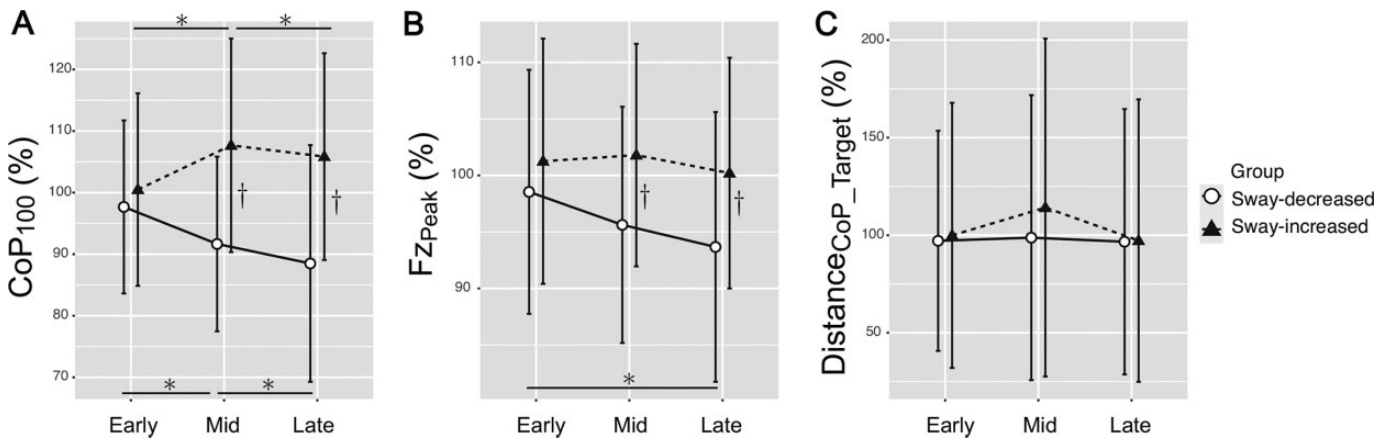 A
CoP100 (%)
120
110
100
90
80
70
*
*
†
†
*
*
Early
Mid
Late
B
FzPeak (%)
110
100
90
†
†
*
Early
Mid
Late
C
DistanceCoP_Target (%)
200
150
100
50
Early
Mid
Late
Group
Sway-decreased
Sway-increased